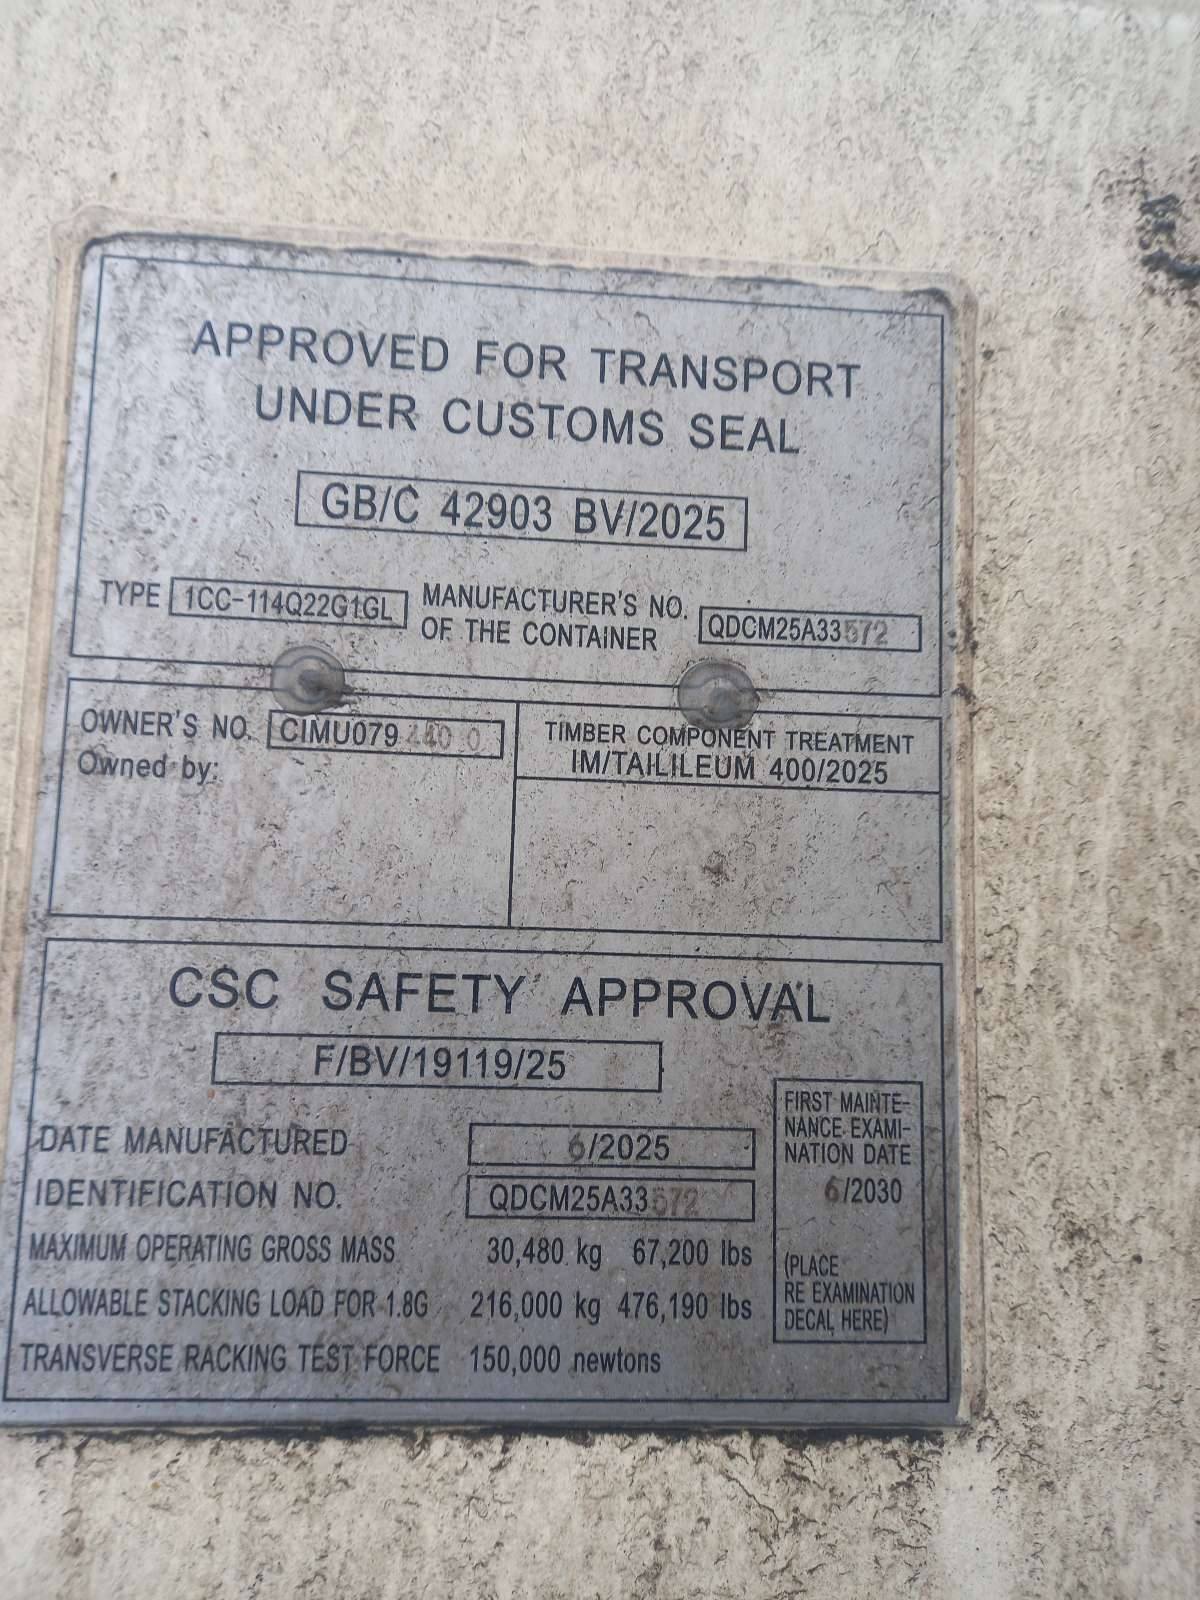 APPROVED FOR TRANSPORT
UNDER CUSTOMS SEAL
GB/C 42903 BV/2025
TYPE 1CC-114Q22G1GL MANUFACTURER'S NO. OF THE CONTAINER QDCM25A33572
OWNER'S NO. CIMU079 440 0
Owned by:
TIMBER COMPONENT TREATMENT
IM/TAILILEUM 400/2025
CSC SAFETY APPROVAL
F/BV/19119/25
DATE MANUFACTURED 6/2025
IDENTIFICATION NO. QDCM25A33572
MAXIMUM OPERATING GROSS MASS 30,480 kg 67,200 lbs
ALLOWABLE STACKING LOAD FOR 1.8G 216,000 kg 476,190 lbs
TRANSVERSE RACKING TEST FORCE 150,000 newtons
FIRST MAINTE-
NANCE EXAMI-
NATION DATE
6/2030
(PLACE
RE EXAMINATION
DECAL HERE)